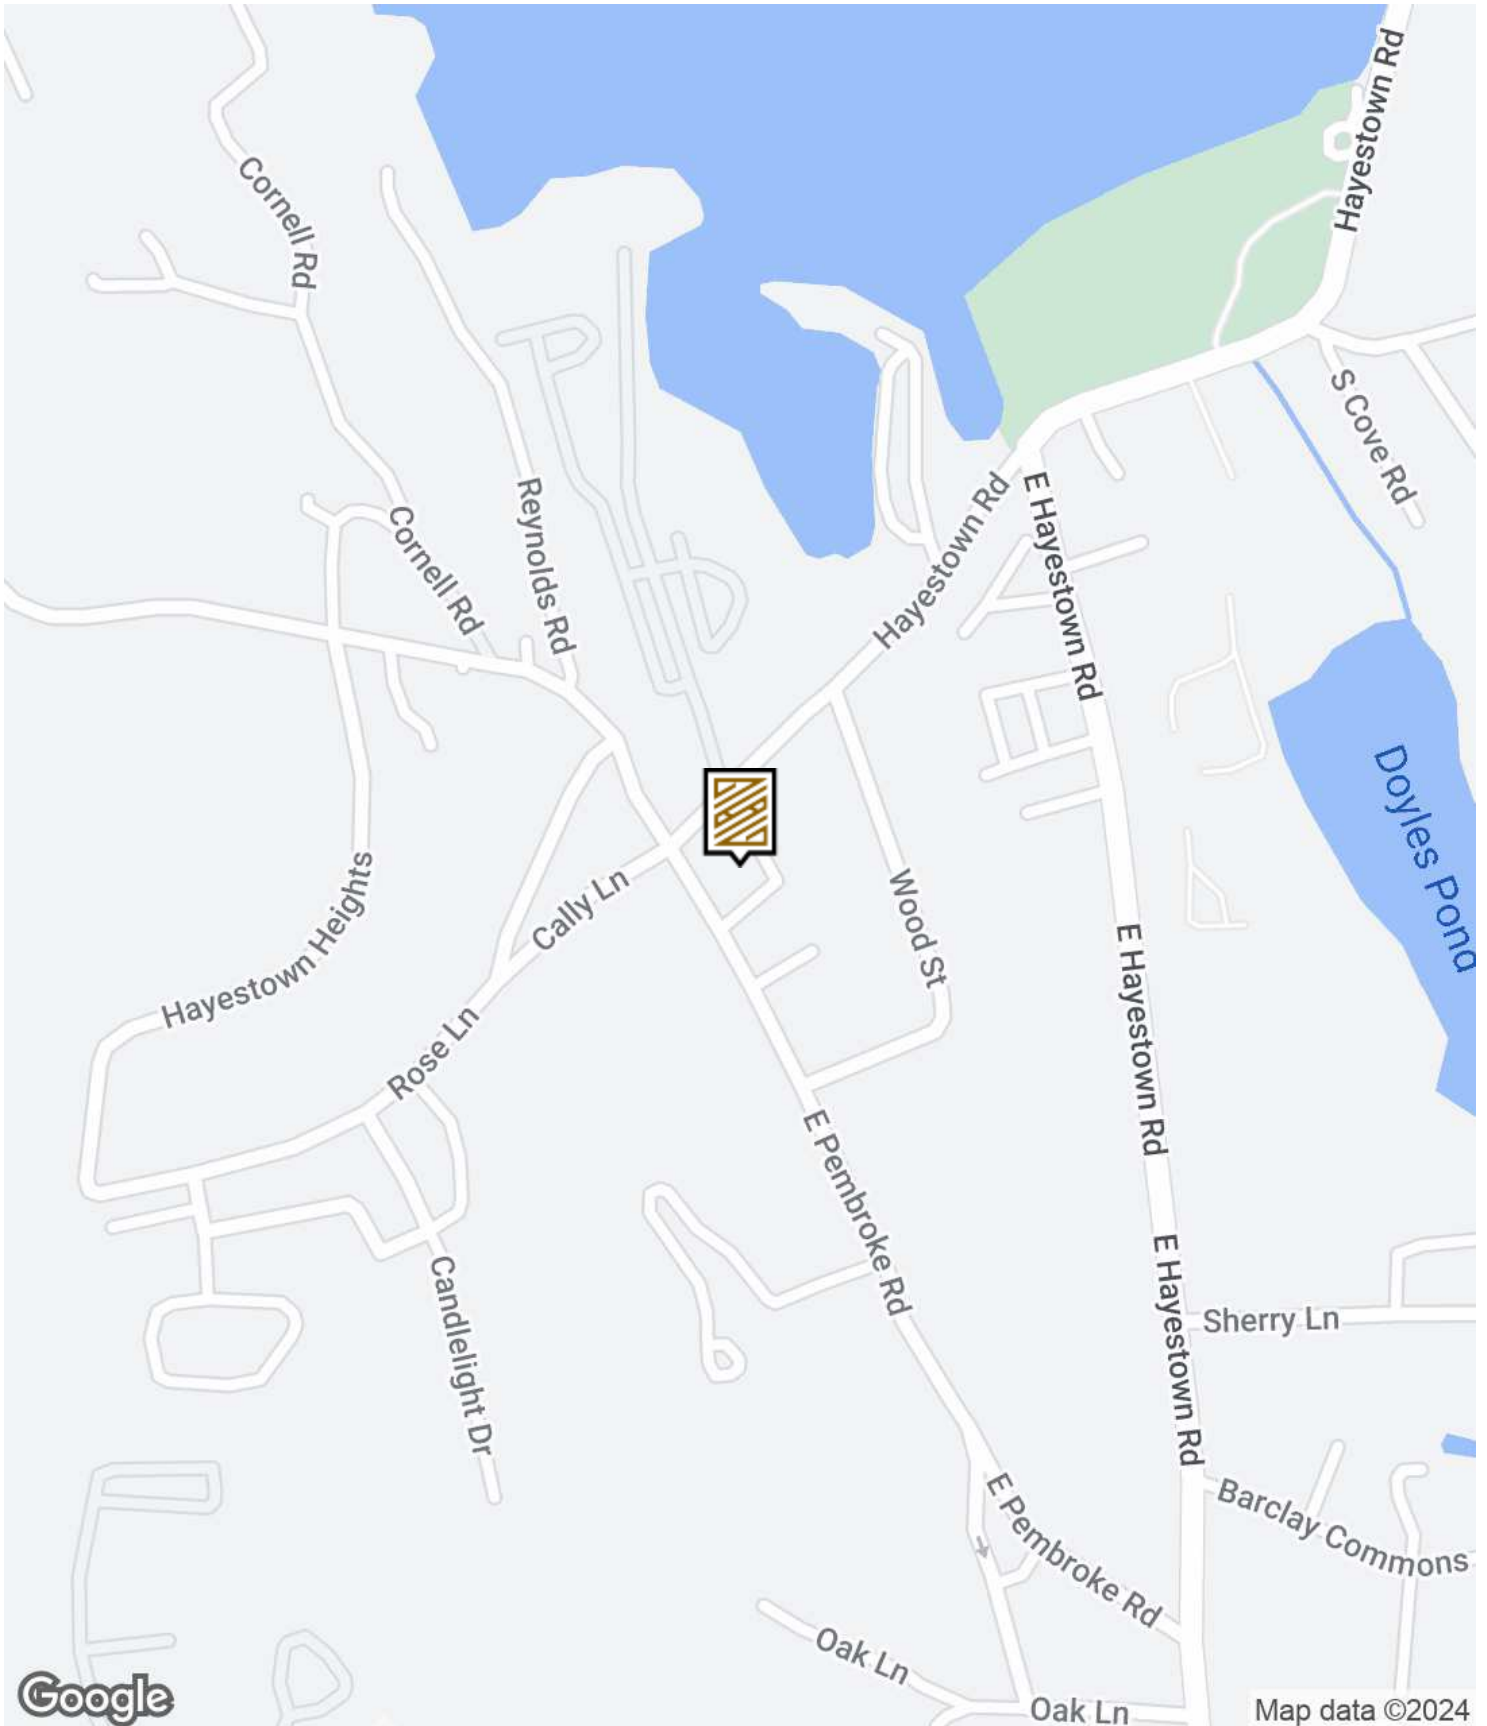 Hayestown Rd
Cornell Rd
S Cove Rd
Reynolds Rd
Cornell Rd
Hayestown Rd
E Hayestown Rd
Doyles Pond
Hayestown Heights
Cally Ln
Wood St
Rose Ln
E Hayestown Rd
E Pembroke Rd
Candlelight Dr
E Hayestown Rd
Sherry Ln
E Pembroke Rd
Barclay Commons
Oak Ln
Oak Ln
Google
Map data ©2024